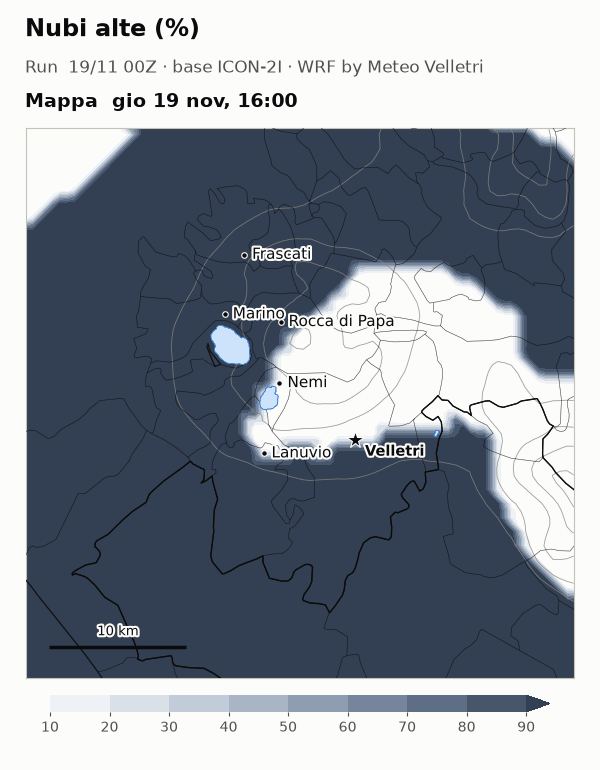 Nubi alte (%)
Run  19/11 00Z · base ICON-2I · WRF by Meteo Velletri
Mappa  gio 19 nov, 16:00
Frascati
Marino
Rocca di Papa
Nemi
Velletri
Lanuvio
10 km
10 20 30 40 50 60 70 80 90